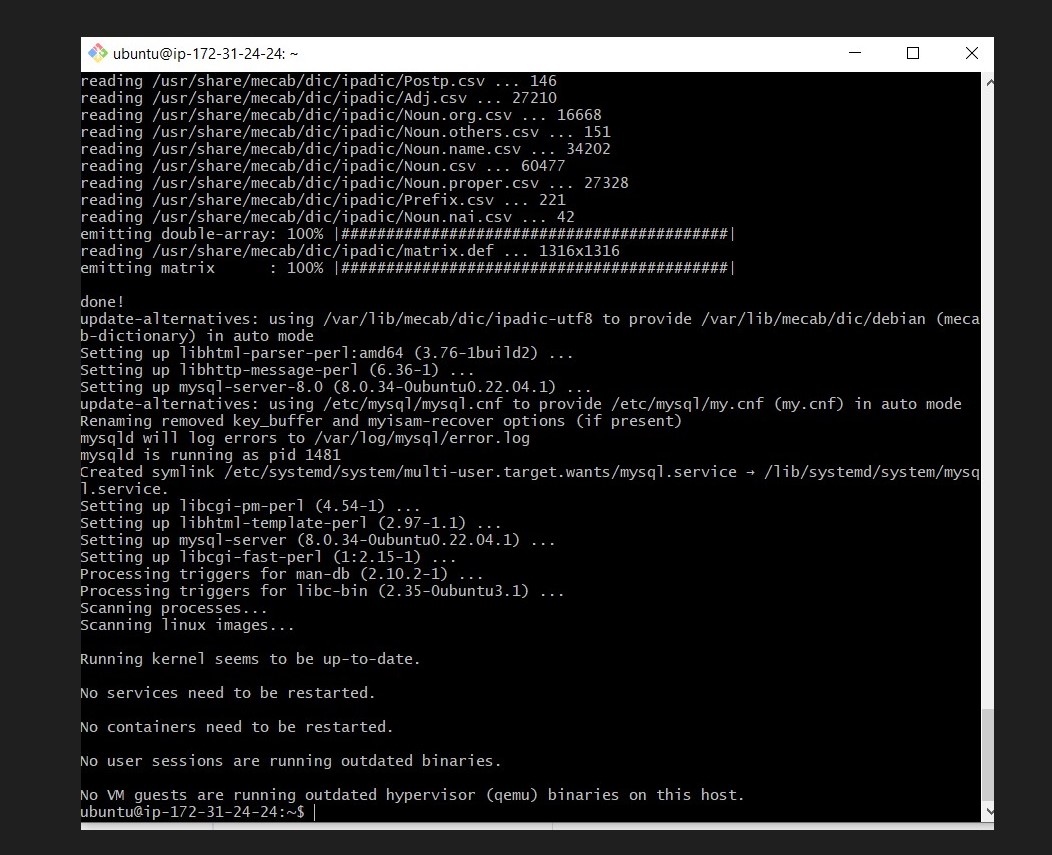 ubuntu@ip-172-31-24-24: ~
reading /usr/share/mecab/dic/ipadic/Postp.csv ... 146
reading /usr/share/mecab/dic/ipadic/Adj.csv ... 27210
reading /usr/share/mecab/dic/ipadic/Noun.org.csv ... 16668
reading /usr/share/mecab/dic/ipadic/Noun.others.csv ... 151
reading /usr/share/mecab/dic/ipadic/Noun.name.csv ... 34202
reading /usr/share/mecab/dic/ipadic/Noun.csv ... 60477
reading /usr/share/mecab/dic/ipadic/Noun.proper.csv ... 27328
reading /usr/share/mecab/dic/ipadic/Prefix.csv ... 221
reading /usr/share/mecab/dic/ipadic/Noun.nai.csv ... 42
emitting double-array: 100% |###########################################|
reading /usr/share/mecab/dic/ipadic/matrix.def ... 1316x1316
emitting matrix      : 100% |###########################################|
done!
update-alternatives: using /var/lib/mecab/dic/ipadic-utf8 to provide /var/lib/mecab/dic/debian (meca
b-dictionary) in auto mode
Setting up libhtml-parser-perl:amd64 (3.76-1build2) ...
Setting up libhttp-message-perl (6.36-1) ...
Setting up mysql-server-8.0 (8.0.34-0ubuntu0.22.04.1) ...
update-alternatives: using /etc/mysql/mysql.cnf to provide /etc/mysql/my.cnf (my.cnf) in auto mode
Renaming removed key_buffer and myisam-recover options (if present)
mysqld will log errors to /var/log/mysql/error.log
mysqld is running as pid 1481
Created symlink /etc/systemd/system/multi-user.target.wants/mysql.service → /lib/systemd/system/mysq
l.service.
Setting up libcgi-pm-perl (4.54-1) ...
Setting up libhtml-template-perl (2.97-1.1) ...
Setting up mysql-server (8.0.34-0ubuntu0.22.04.1) ...
Setting up libcgi-fast-perl (1:2.15-1) ...
Processing triggers for man-db (2.10.2-1) ...
Processing triggers for libc-bin (2.35-0ubuntu3.1) ...
Scanning processes...
Scanning linux images...
Running kernel seems to be up-to-date.
No services need to be restarted.
No containers need to be restarted.
No user sessions are running outdated binaries.
No VM guests are running outdated hypervisor (qemu) binaries on this host.
ubuntu@ip-172-31-24-24:~$